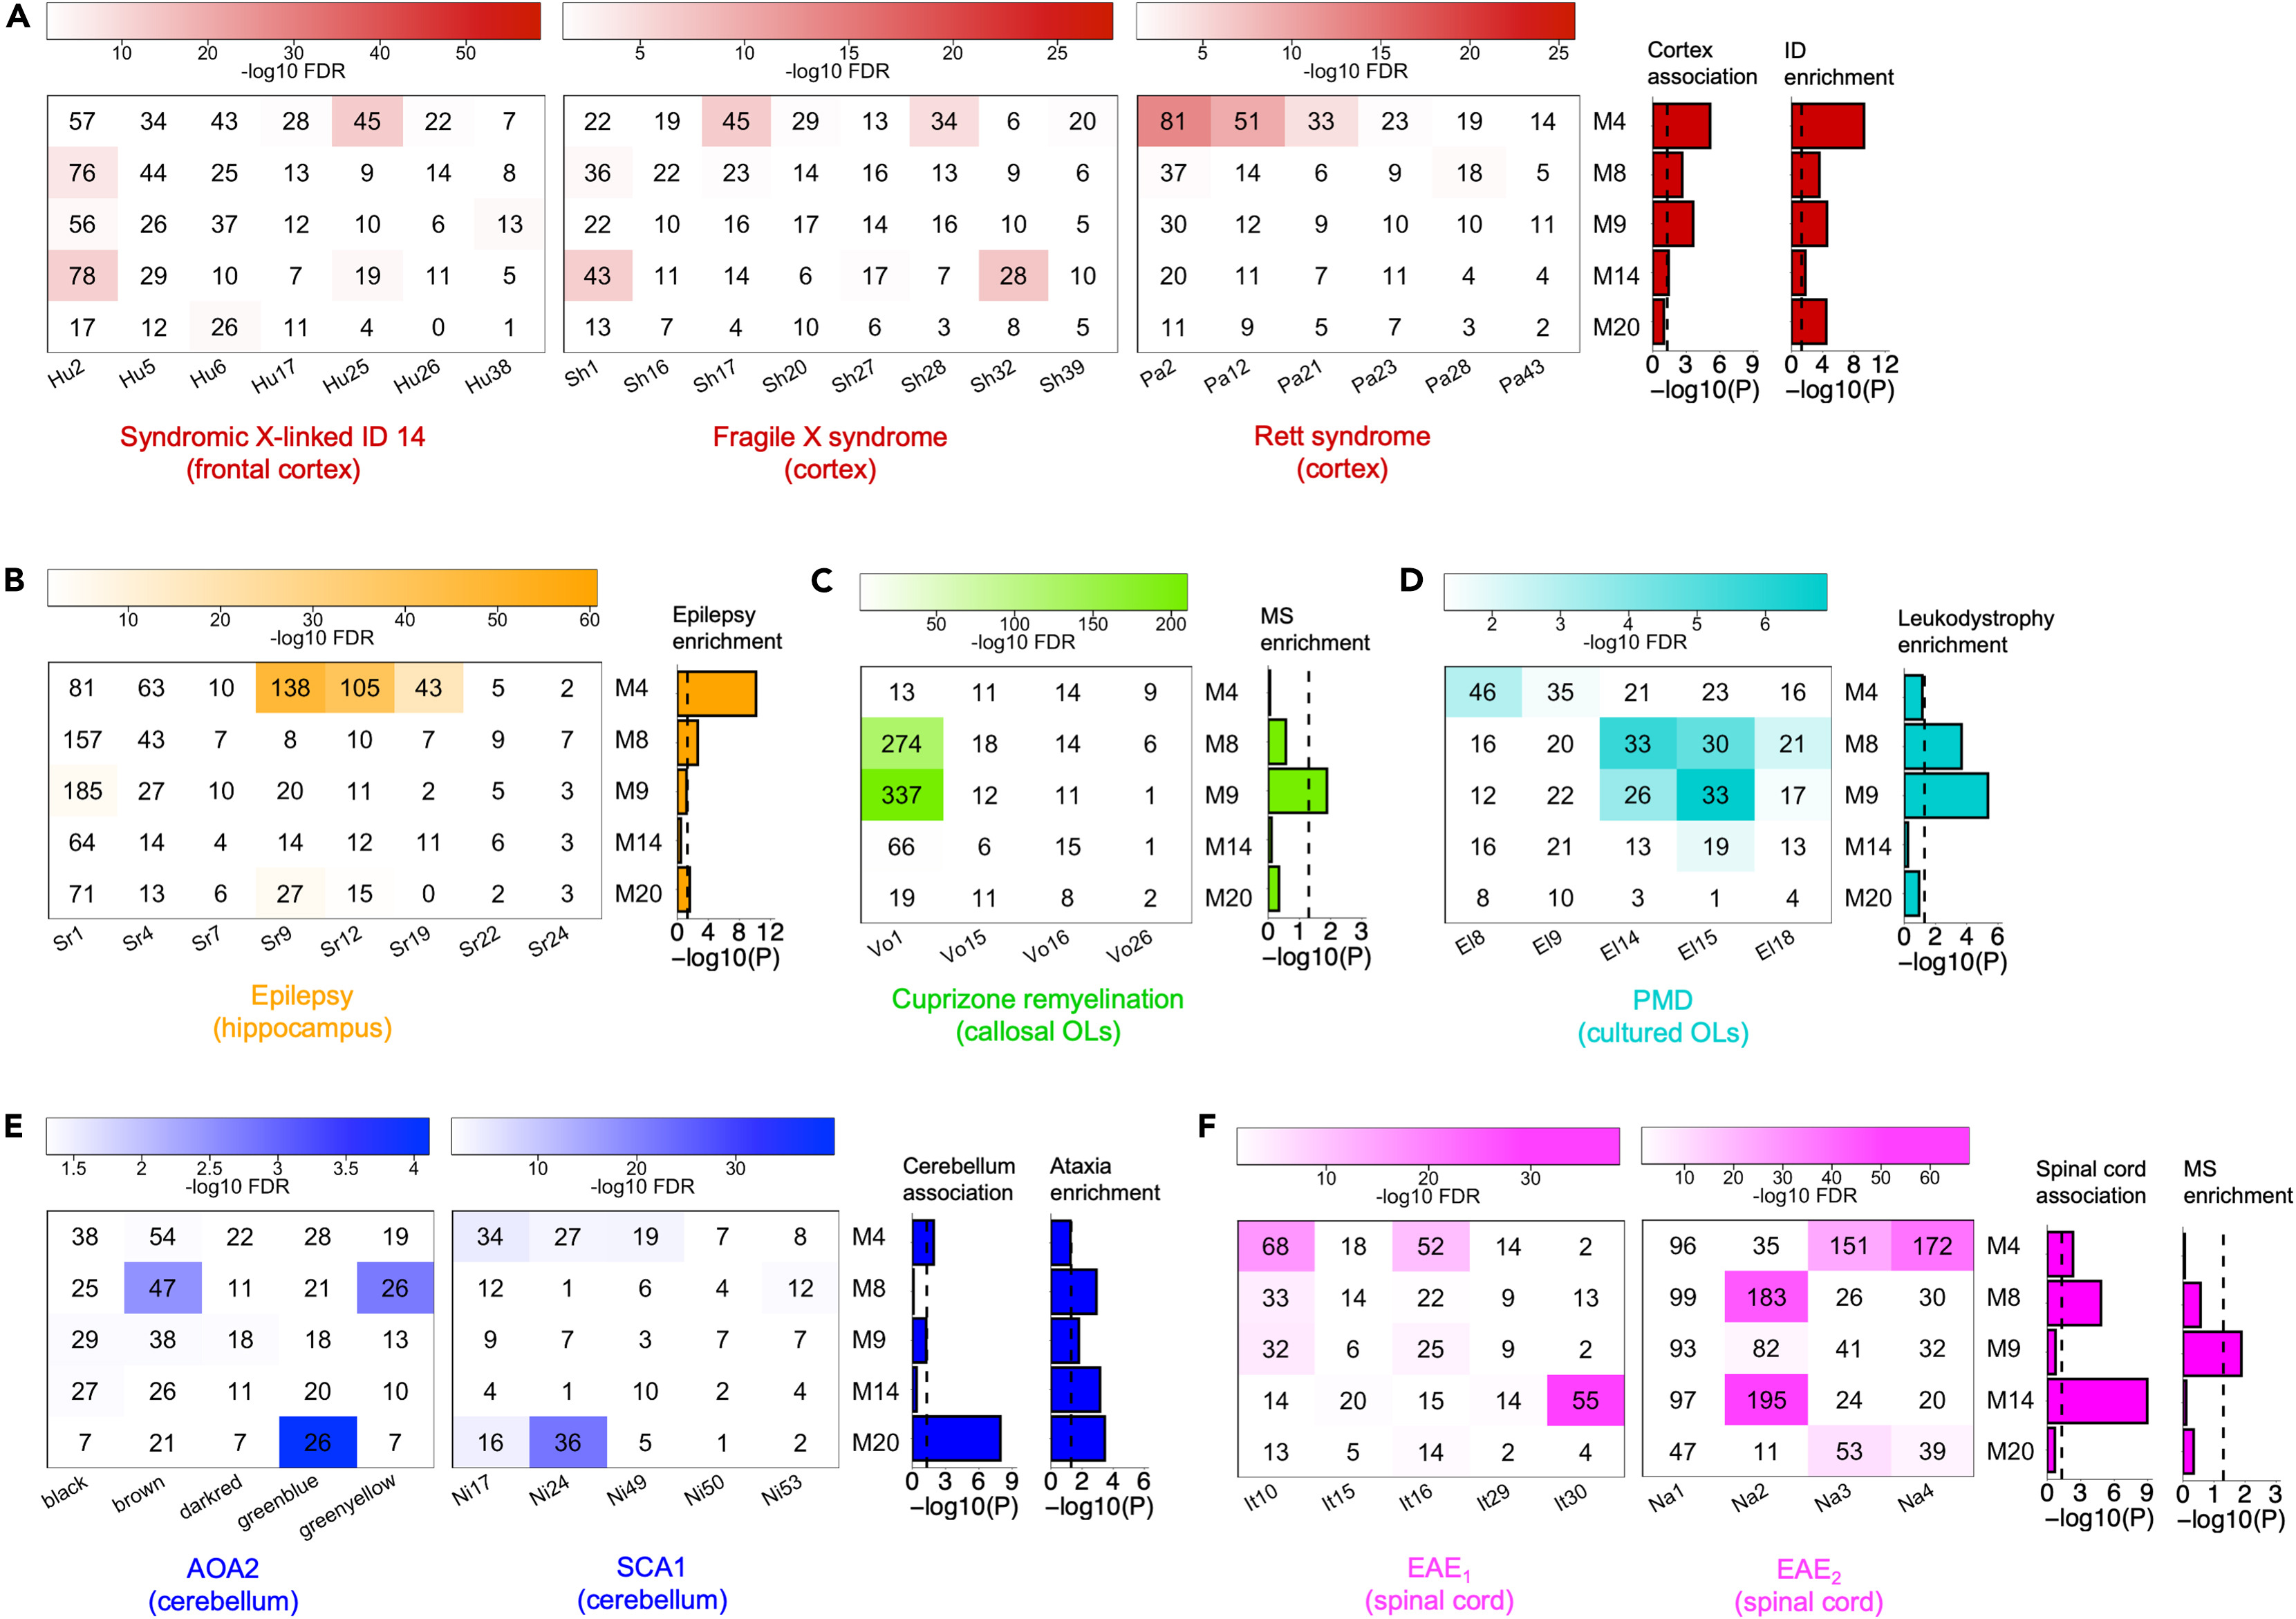 A
10 20 30 40 50
-log10 FDR
5 10 15 20 25
-log10 FDR
5 10 15 20 25
-log10 FDR
Cortex
association
ID
enrichment
57 34 43 28 45 22 7
76 44 25 13 9 14 8
56 26 37 12 10 6 13
78 29 10 7 19 11 5
17 12 26 11 4 0 1
Hu2 Hu5 Hu6 Hu17 Hu25 Hu26 Hu38
Syndromic X-linked ID 14
(frontal cortex)
22 19 45 29 13 34 6 20
36 22 23 14 16 13 9 6
22 10 16 17 14 16 10 5
43 11 14 6 17 7 28 10
13 7 4 10 6 3 8 5
Sh1 Sh16 Sh17 Sh20 Sh27 Sh28 Sh32 Sh39
Fragile X syndrome
(cortex)
81 51 33 23 19 14 M4
37 14 6 9 18 5 M8
30 12 9 10 10 11 M9
20 11 7 11 4 4 M14
11 9 5 7 3 2 M20
Pa2 Pa12 Pa21 Pa23 Pa28 Pa43
Rett syndrome
(cortex)
0 3 6 9
−log10(P)
0 4 8 12
−log10(P)
B
10 20 30 40 50 60
-log10 FDR
Epilepsy
enrichment
81 63 10 138 105 43 5 2 M4
157 43 7 8 10 7 9 7 M8
185 27 10 20 11 2 5 3 M9
64 14 4 14 12 11 6 3 M14
71 13 6 27 15 0 2 3 M20
Sr1 Sr4 Sr7 Sr9 Sr12 Sr19 Sr22 Sr24
0 4 8 12
−log10(P)
Epilepsy
(hippocampus)
C
50 100 150 200
-log10 FDR
MS
enrichment
13 11 14 9 M4
274 18 14 6 M8
337 12 11 1 M9
66 6 15 1 M14
19 11 8 2 M20
Vo1 Vo15 Vo16 Vo26
0 1 2 3
−log10(P)
Cuprizone remyelination
(callosal OLs)
D
2 3 4 5 6
-log10 FDR
Leukodystrophy
enrichment
46 35 21 23 16 M4
16 20 33 30 21 M8
12 22 26 33 17 M9
16 21 13 19 13 M14
8 10 3 1 4 M20
El8 El9 El14 El15 El18
0 2 4 6
−log10(P)
PMD
(cultured OLs)
E
1.5 2 2.5 3 3.5 4
-log10 FDR
10 20 30
-log10 FDR
Cerebellum
association
Ataxia
enrichment
38 54 22 28 19
25 47 11 21 26
29 38 18 18 13
27 26 11 20 10
7 21 7 26 7
black brown darkred greenblue greenyellow
AOA2
(cerebellum)
34 27 19 7 8 M4
12 1 6 4 12 M8
9 7 3 7 7 M9
4 1 10 2 4 M14
16 36 5 1 2 M20
Ni17 Ni24 Ni49 Ni50 Ni53
SCA1
(cerebellum)
0 3 6 9
−log10(P)
0 2 4 6
−log10(P)
F
10 20 30
-log10 FDR
10 20 30 40 50 60
-log10 FDR
Spinal cord
association
MS
enrichment
68 18 52 14 2
33 14 22 9 13
32 6 25 9 2
14 20 15 14 55
13 5 14 2 4
It10 It15 It16 It29 It30
EAE1
(spinal cord)
96 35 151 172 M4
99 183 26 30 M8
93 82 41 32 M9
97 195 24 20 M14
47 11 53 39 M20
Na1 Na2 Na3 Na4
EAE2
(spinal cord)
0 3 6 9
−log10(P)
0 1 2 3
−log10(P)